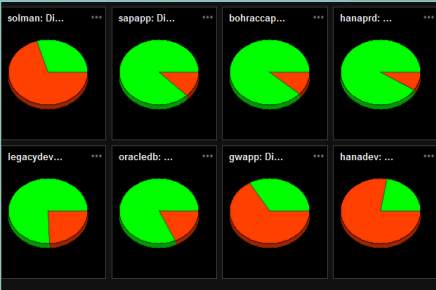 solman: Di...
sapapp: Di...
bohraccap...
hanaprd: ...
legacydev...
oracledb: ...
gwapp: Di...
hanadev: ...